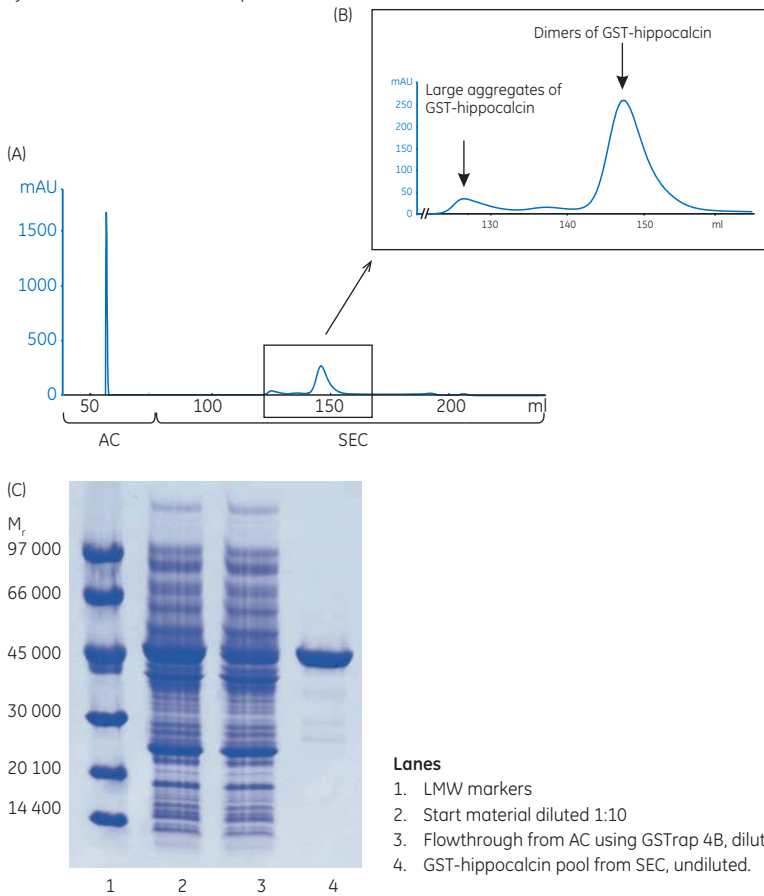 (B)
Dimers of GST-hippocalcin
mAU
Large aggregates of
GST-hippocalcin
250
200
150
100
50
0
130
140
150
ml
(A)
mAU
1500
1000
500
0
50
100
150
200
ml
AC
SEC
(C)
Mr
97 000
66 000
45 000
30 000
20 100
14 400
1
2
3
4
Lanes
1. LMW markers
2. Start material diluted 1:10
3. Flowthrough from AC using GSTrap 4B, dilut
4. GST-hippocalcin pool from SEC, undiluted.